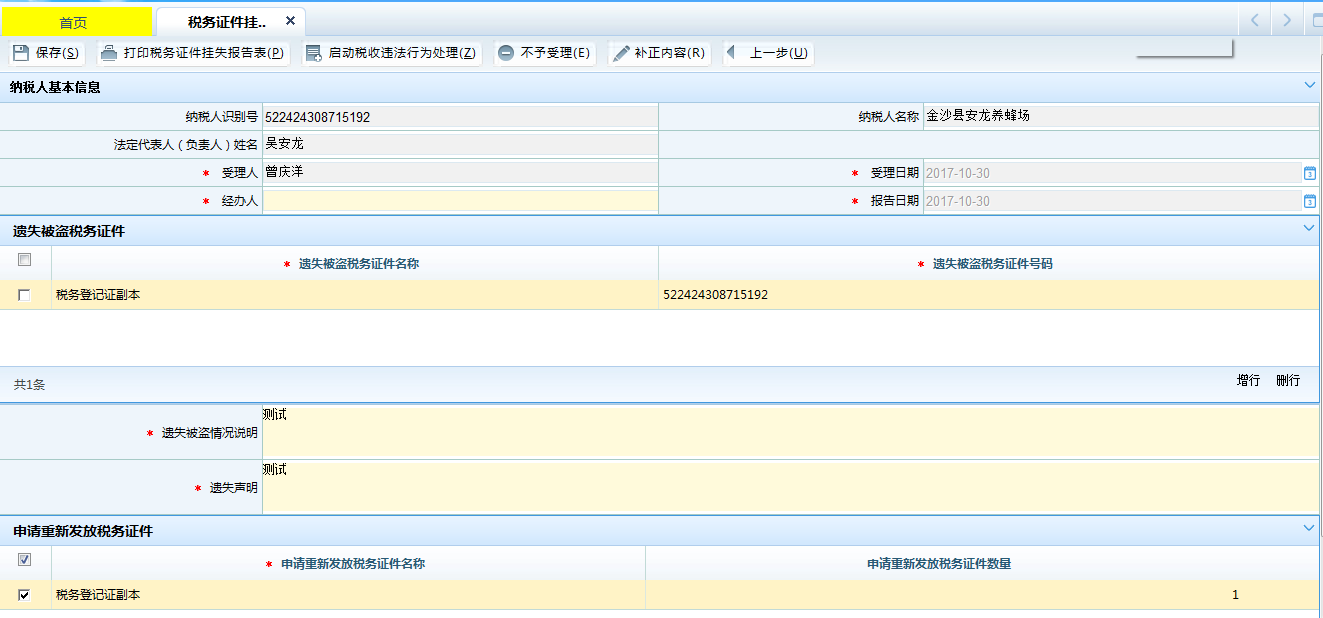 首页 税务证件挂..
保存(S) 打印税务证件挂失报告表(P) 启动税收违法行为处理(Z) 不予受理(E) 补正内容(R) 上一步(U)
纳税人基本信息
纳税人识别号 522424308715192 纳税人名称 金沙县安龙养蜂场
法定代表人（负责人）姓名 吴安龙
* 受理人 曾庆洋 * 受理日期 2017-10-30
* 经办人 * 报告日期 2017-10-30
遗失被盗税务证件
* 遗失被盗税务证件名称 * 遗失被盗税务证件号码
税务登记证副本 522424308715192
共1条 增行 删行
* 遗失被盗情况说明 测试
* 遗失声明 测试
申请重新发放税务证件
* 申请重新发放税务证件名称 申请重新发放税务证件数量
税务登记证副本 1